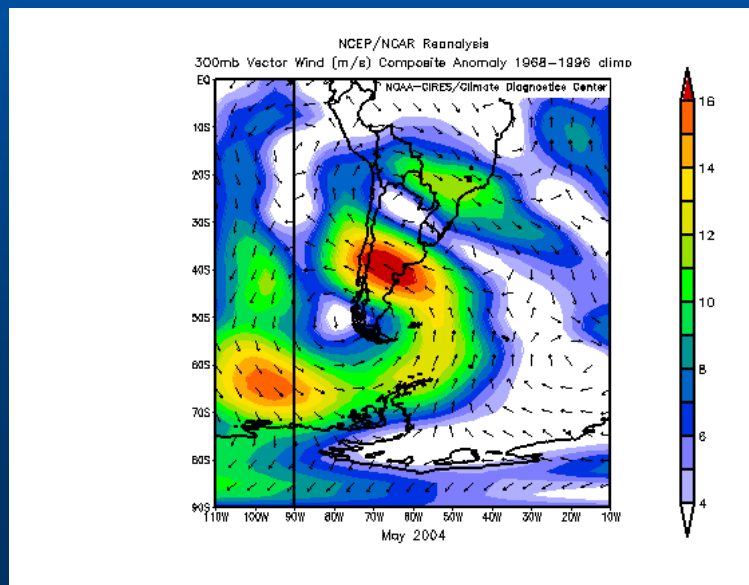 NCEP/NCAR Reanalysis
300mb Vector Wind (m/s) Composite Anomaly 1968-1996 climo
NOAA-CIRES/Climate Diagnostics Center
EQ
10S
20S
30S
40S
50S
60S
70S
80S
90S
110W 100W 90W 80W 70W 60W 50W 40W 30W 20W 10W
May 2004
16
14
12
10
8
6
4